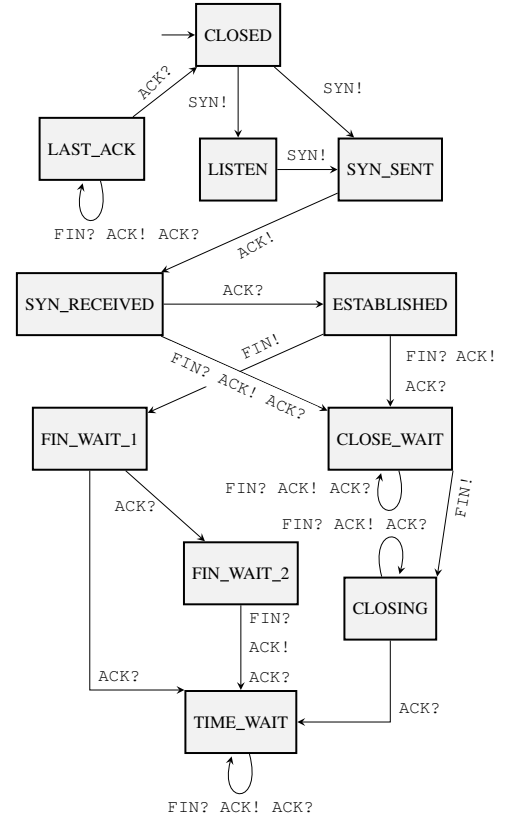 CLOSED
ACK?
SYN!
SYN!
LAST_ACK
LISTEN
SYN!
SYN_SENT
FIN? ACK! ACK?
ACK!
SYN_RECEIVED
ACK?
ESTABLISHED
FIN!
FIN? ACK!
ACK?
FIN? ACK! ACK?
FIN_WAIT_1
CLOSE_WAIT
FIN? ACK! ACK?
FIN!
ACK?
FIN? ACK! ACK?
FIN_WAIT_2
CLOSING
FIN?
ACK!
ACK?
ACK?
ACK?
TIME_WAIT
FIN? ACK! ACK?